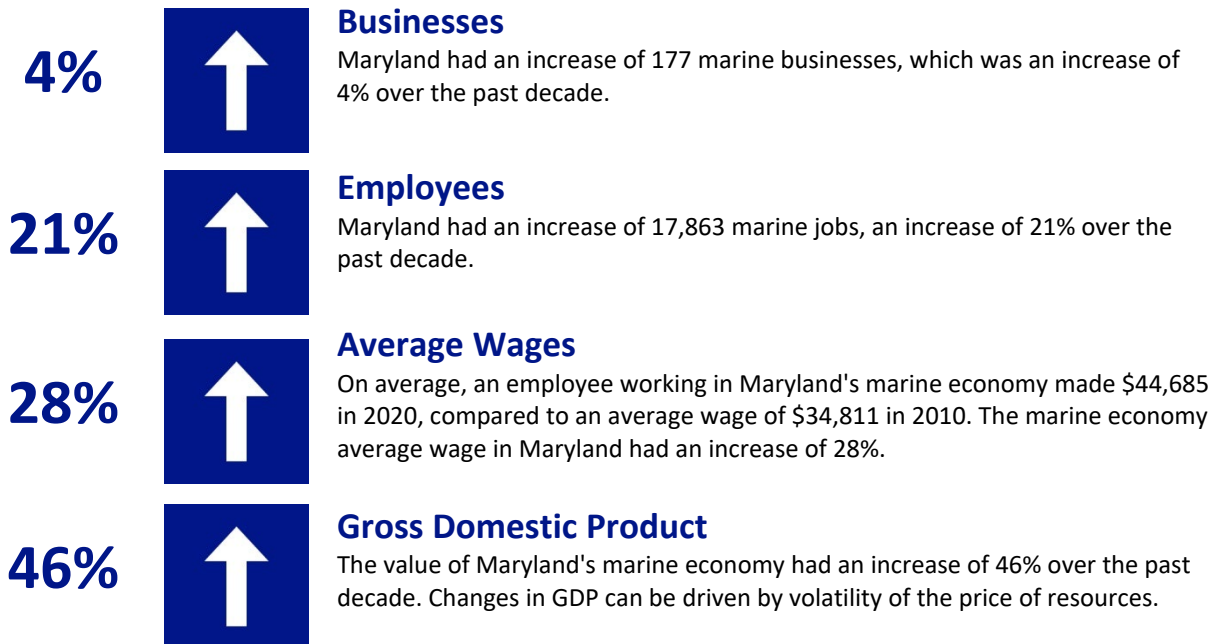 4%
Businesses
Maryland had an increase of 177 marine businesses, which was an increase of
4% over the past decade.
21%
Employees
Maryland had an increase of 17,863 marine jobs, an increase of 21% over the
past decade.
28%
Average Wages
On average, an employee working in Maryland's marine economy made $44,685
in 2020, compared to an average wage of $34,811 in 2010. The marine economy
average wage in Maryland had an increase of 28%.
46%
Gross Domestic Product
The value of Maryland's marine economy had an increase of 46% over the past
decade. Changes in GDP can be driven by volatility of the price of resources.